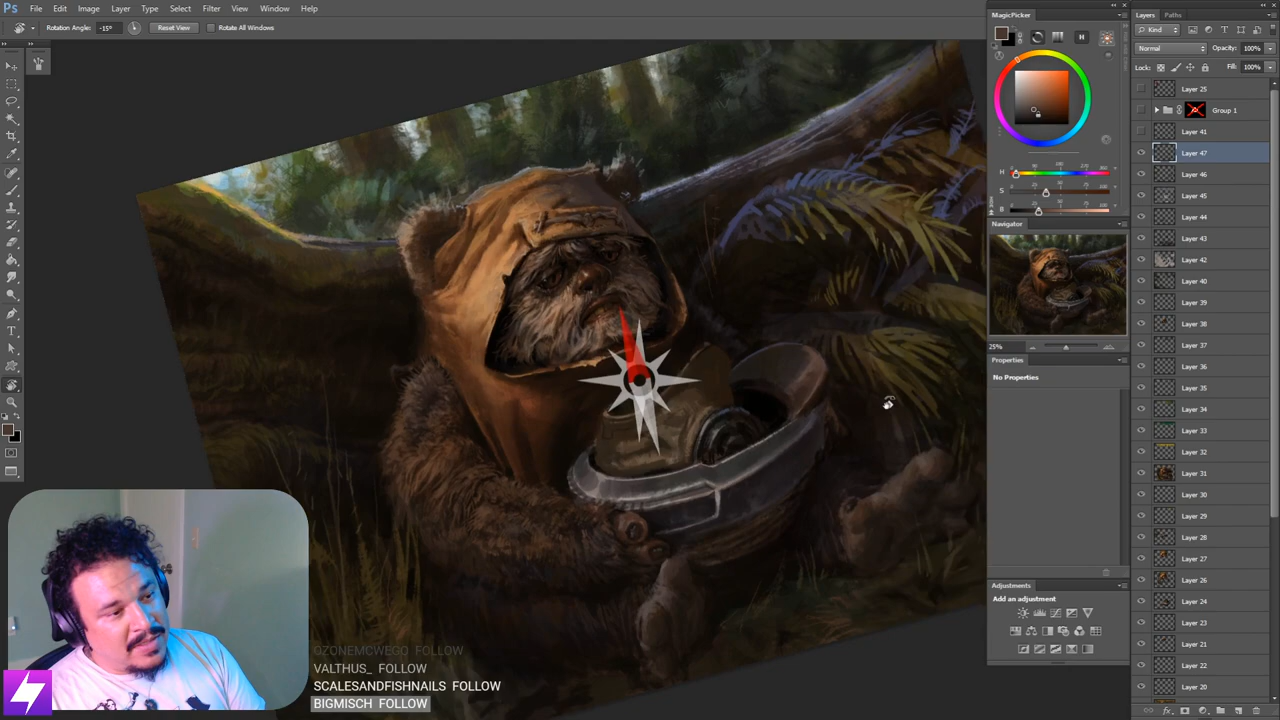 Ps File Edit Image Layer Type Select Filter View Window Help
Rotation Angle: -15° Reset View Rotate All Windows
MagicPicker
H
H
S
B
Navigator
25%
Properties
No Properties
Adjustments
Add an adjustment
Layers Paths
Kind
Normal Opacity: 100%
Lock: Fill: 100%
Layer 25
Group 1
Layer 41
Layer 47
Layer 46
Layer 45
Layer 44
Layer 43
Layer 42
Layer 40
Layer 39
Layer 38
Layer 37
Layer 36
Layer 35
Layer 34
Layer 33
Layer 32
Layer 31
Layer 30
Layer 29
Layer 28
Layer 27
Layer 26
Layer 24
Layer 23
Layer 21
Layer 22
Layer 20
OZONEMCWEGO FOLLOW
VALTHUS_ FOLLOW
SCALESANDFISHNAILS FOLLOW
BIGMISCH FOLLOW